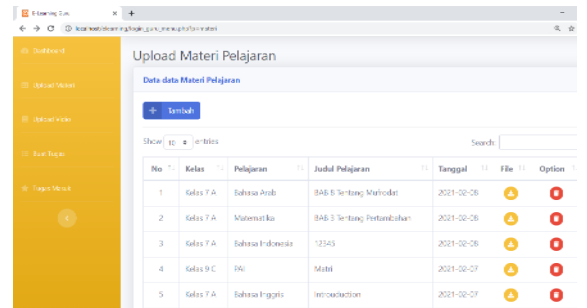 E-Learning Guru
localhost/elearning/login_guru_menu.php?p=materi
Dashboard
Upload Materi
Upload Video
Buat Tugas
Tugas Masuk
Upload Materi Pelajaran
Data data Materi Pelajaran
+ Tambah
Show 10 entries
Search:
No Kelas Pelajaran Judul Pelajaran Tanggal File Option
1 Kelas 7 A Bahasa Arab BAB 8 Tentang Mufrodat 2021-02-08
2 Kelas 7 A Matematika BAB 3 Tentang Pertambahan 2021-02-08
3 Kelas 7 A Bahasa Indonesia 12345 2021-02-08
4 Kelas 9 C PAI Matri 2021-02-07
5 Kelas 7 A Bahasa Inggris Introuduction 2021-02-07